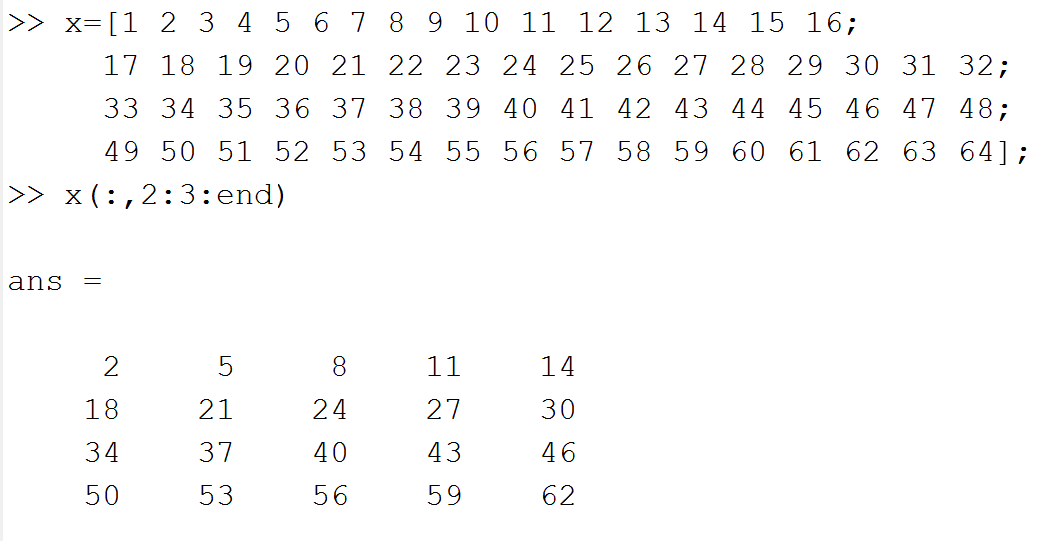 >> x=[1 2 3 4 5 6 7 8 9 10 11 12 13 14 15 16;
17 18 19 20 21 22 23 24 25 26 27 28 29 30 31 32;
33 34 35 36 37 38 39 40 41 42 43 44 45 46 47 48;
49 50 51 52 53 54 55 56 57 58 59 60 61 62 63 64];
>> x(:,2:3:end)
ans =
2 5 8 11 14
18 21 24 27 30
34 37 40 43 46
50 53 56 59 62